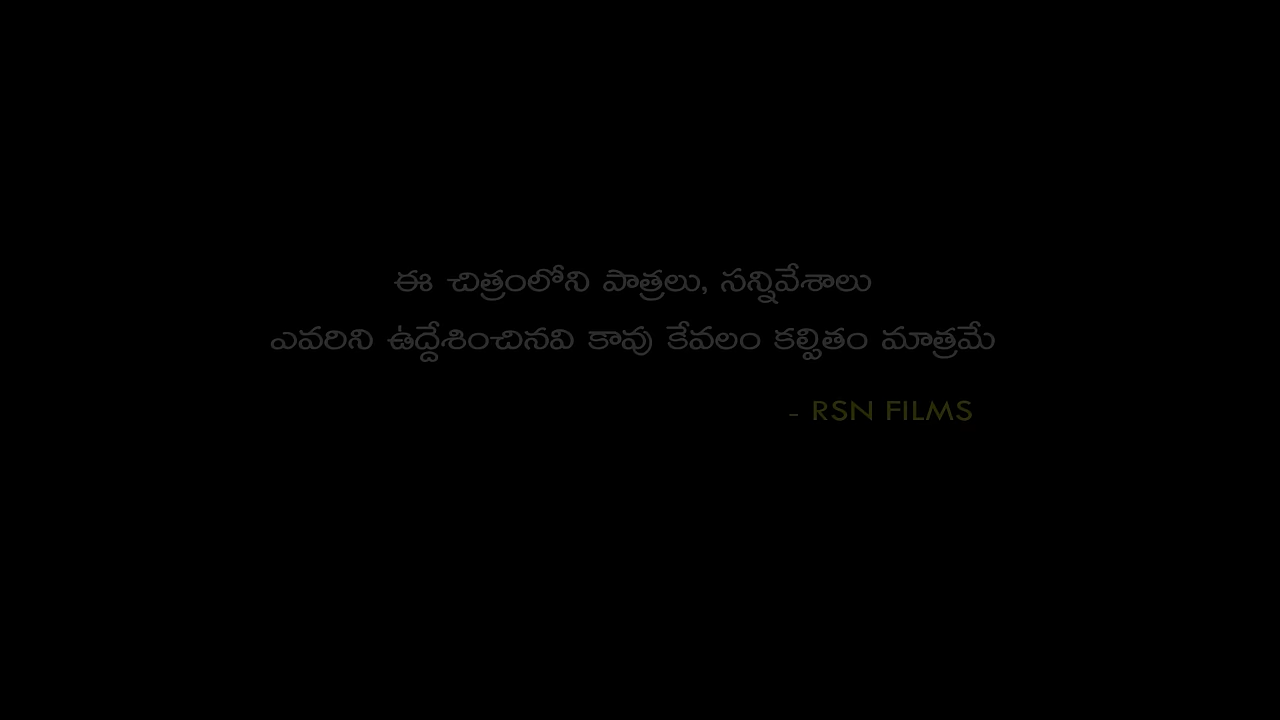 ఈ చిత్రంలోని పాత్రలు, సన్నివేశాలు
ఎవరిని ఉద్దేశించినవి కావు కేవలం కల్పితం మాత్రమే
- RSN FILMS